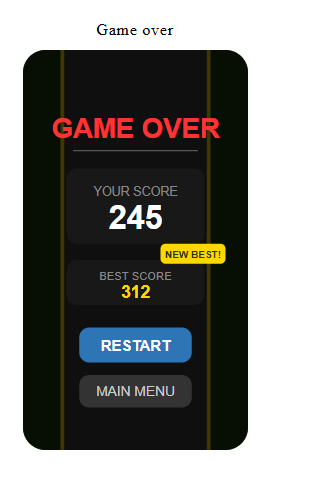 Game over
GAME OVER
YOUR SCORE
245
NEW BEST!
BEST SCORE
312
RESTART
MAIN MENU